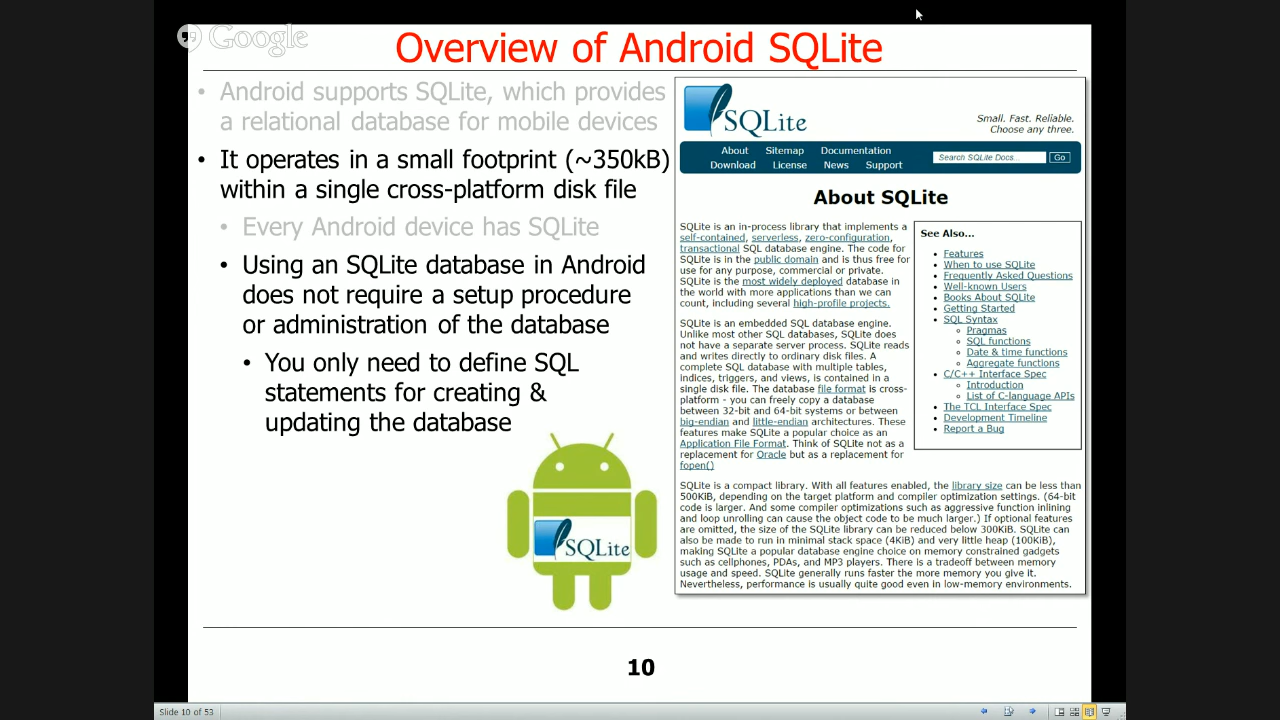 Google
Overview of Android SQLite
• Android supports SQLite, which provides
a relational database for mobile devices
• It operates in a small footprint (~350kB)
within a single cross-platform disk file
• Every Android device has SQLite
• Using an SQLite database in Android
does not require a setup procedure
or administration of the database
• You only need to define SQL
statements for creating &
updating the database
SQLite
SQLite
Small. Fast. Reliable.
Choose any three.
About Sitemap Documentation
Download License News Support
Search SQLite Docs... Go
About SQLite
SQLite is an in-process library that implements a
self-contained, serverless, zero-configuration,
transactional SQL database engine. The code for
SQLite is in the public domain and is thus free for
use for any purpose, commercial or private.
SQLite is the most widely deployed database in
the world with more applications than we can
count, including several high-profile projects.
SQLite is an embedded SQL database engine.
Unlike most other SQL databases, SQLite does
not have a separate server process. SQLite reads
and writes directly to ordinary disk files. A
complete SQL database with multiple tables,
indices, triggers, and views, is contained in a
single disk file. The database file format is cross-
platform - you can freely copy a database
between 32-bit and 64-bit systems or between
big-endian and little-endian architectures. These
features make SQLite a popular choice as an
Application File Format. Think of SQLite not as a
replacement for Oracle but as a replacement for
fopen()
See Also...
• Features
• When to use SQLite
• Frequently Asked Questions
• Well-known Users
• Books About SQLite
• Getting Started
• SQL Syntax
Pragmas
SQL functions
Date & time functions
Aggregate functions
• C/C++ Interface Spec
Introduction
List of C-language APIs
• The TCL Interface Spec
• Development Timeline
• Report a Bug
SQLite is a compact library. With all features enabled, the library size can be less than
500KiB, depending on the target platform and compiler optimization settings. (64-bit
code is larger. And some compiler optimizations such as aggressive function inlining
and loop unrolling can cause the object code to be much larger.) If optional features
are omitted, the size of the SQLite library can be reduced below 300KiB. SQLite can
also be made to run in minimal stack space (4KiB) and very little heap (100KiB),
making SQLite a popular database engine choice on memory constrained gadgets
such as cellphones, PDAs, and MP3 players. There is a tradeoff between memory
usage and speed. SQLite generally runs faster the more memory you give it.
Nevertheless, performance is usually quite good even in low-memory environments.
10
Slide 10 of 53